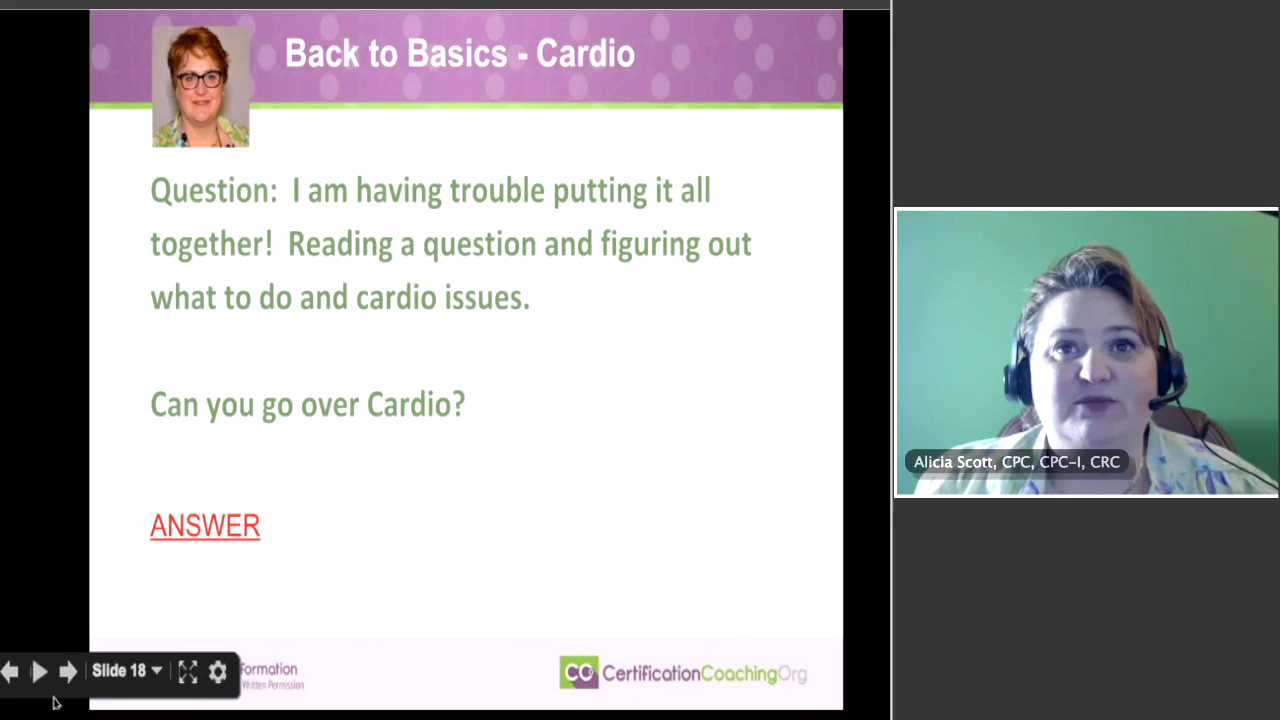 Back to Basics - Cardio
Question: I am having trouble putting it all
together! Reading a question and figuring out
what to do and cardio issues.
Can you go over Cardio?
ANSWER
Alicia Scott, CPC, CPC-I, CRC
Slide 18
formation
Written Permission
CO
CertificationCoachingOrg